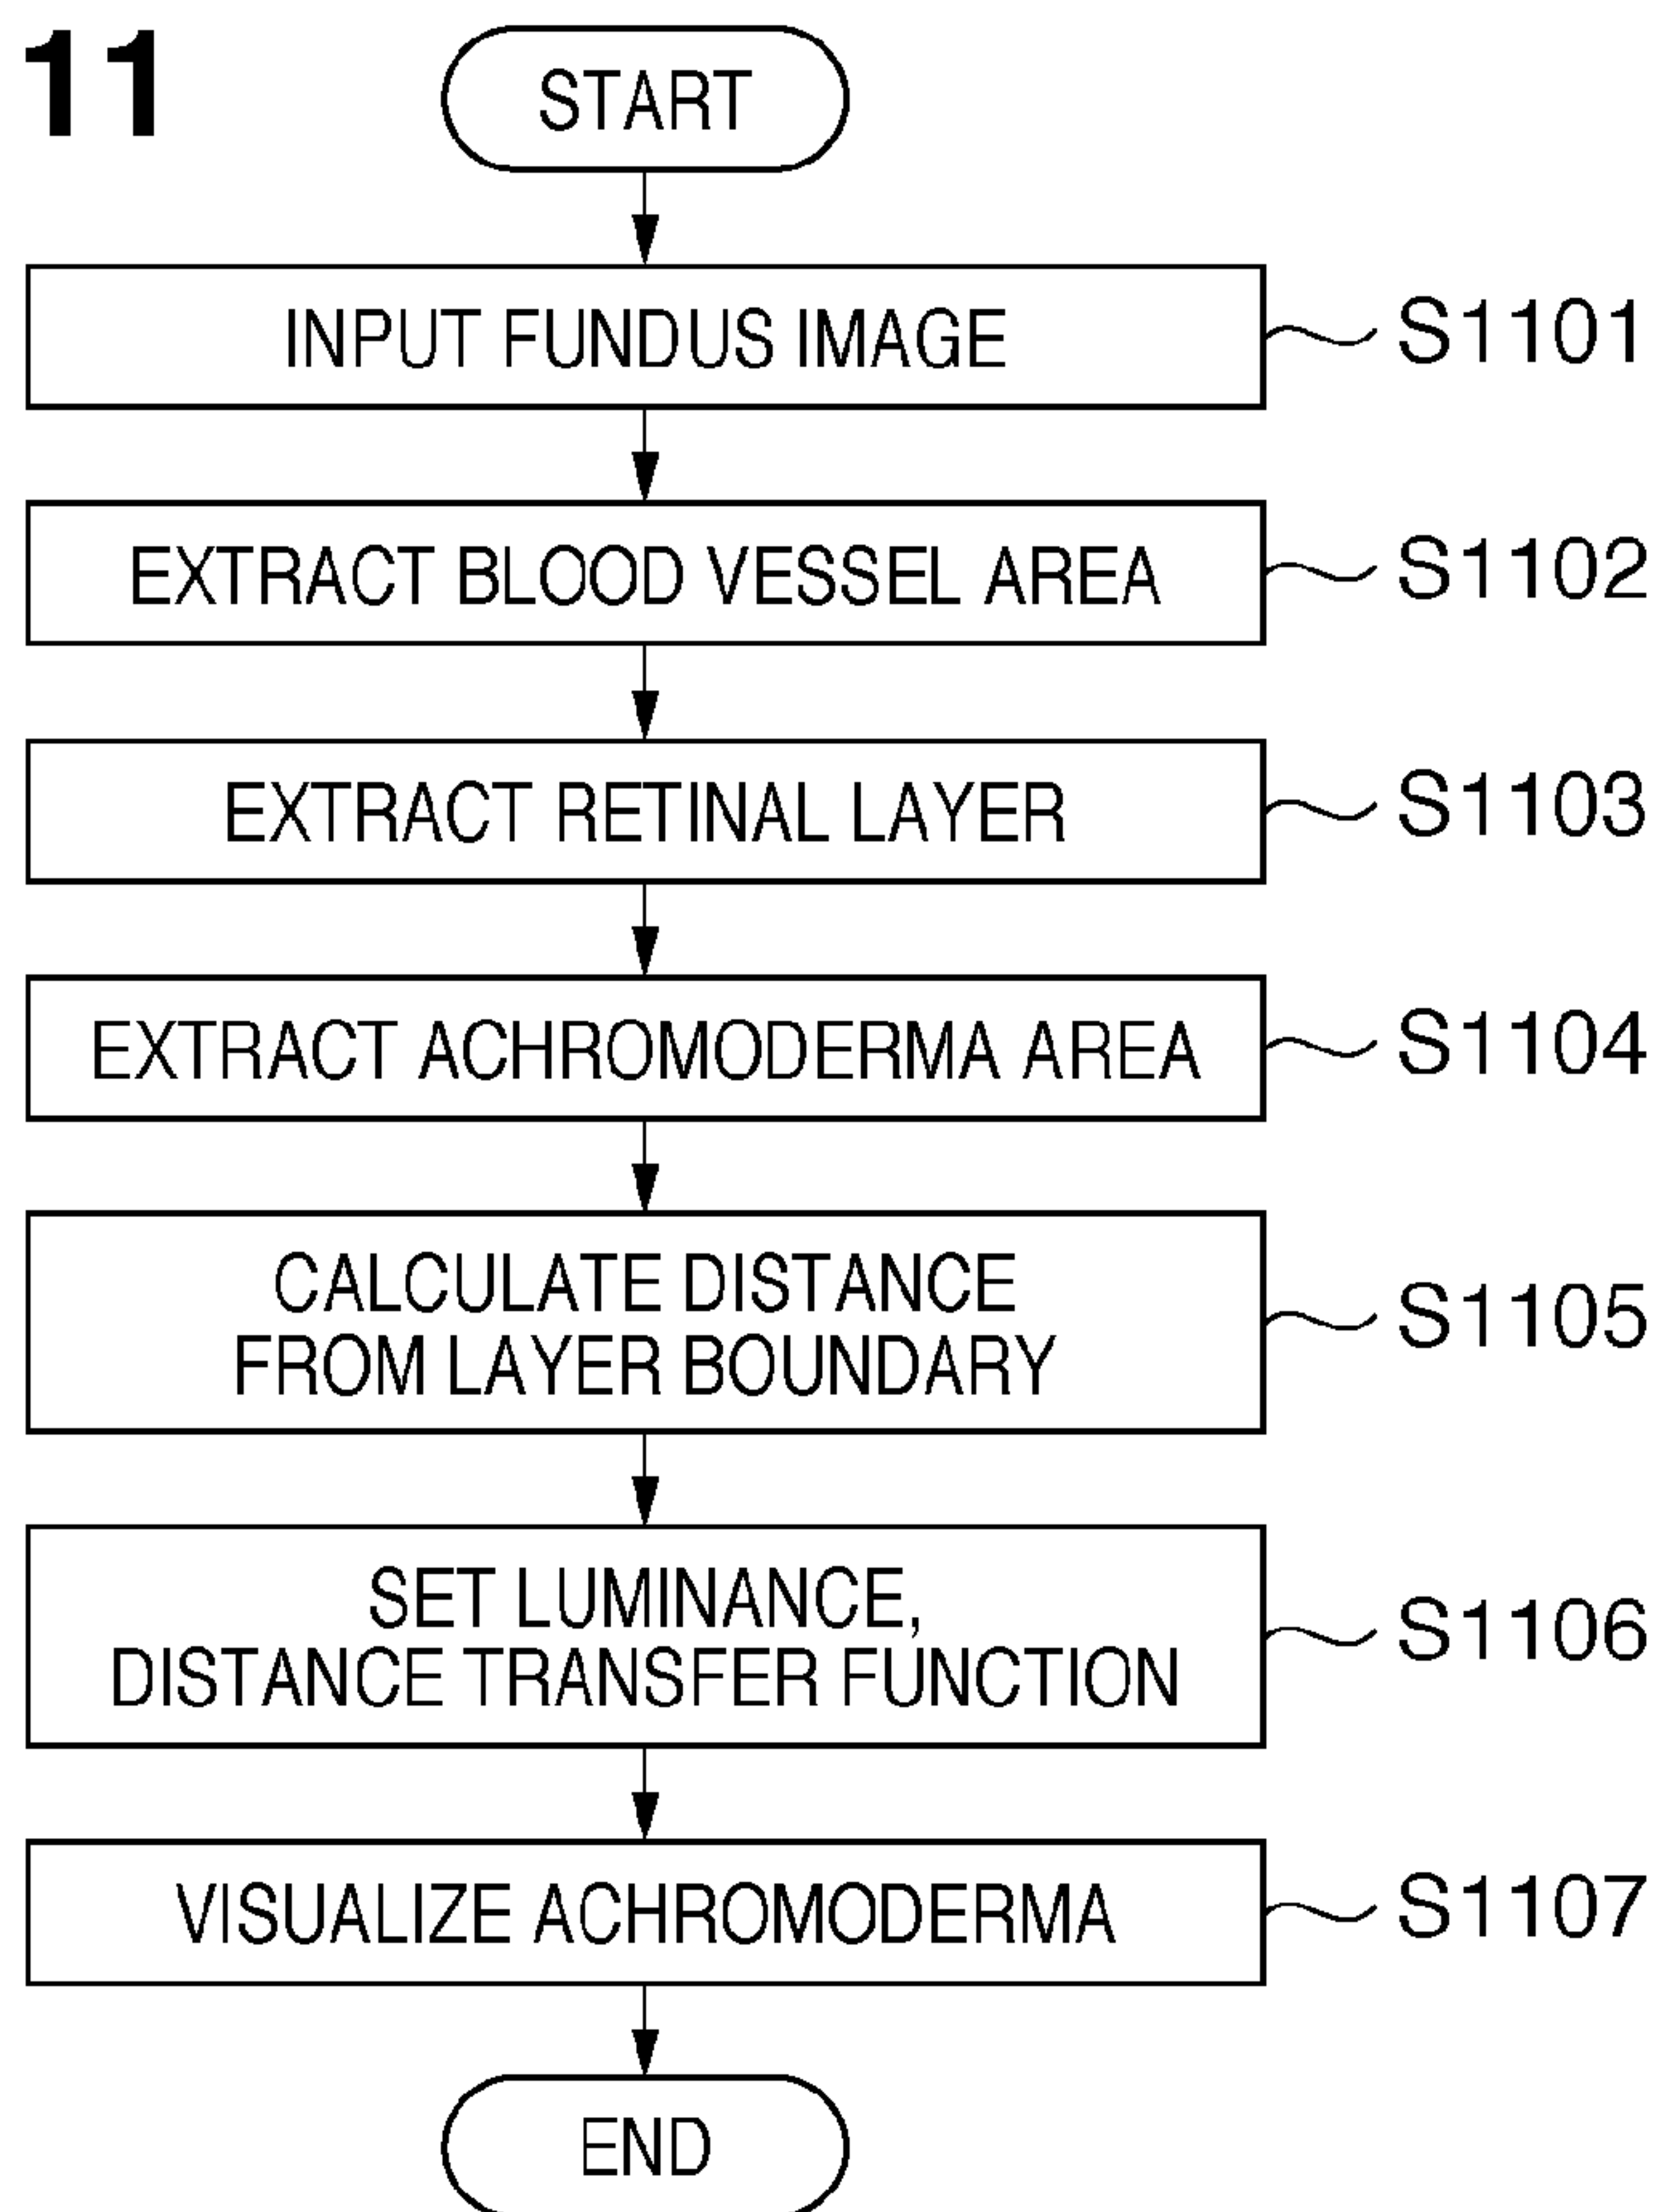 11
START
INPUT FUNDUS IMAGE
S1101
EXTRACT BLOOD VESSEL AREA
S1102
EXTRACT RETINAL LAYER
S1103
EXTRACT ACHROMODERMA AREA
S1104
CALCULATE DISTANCE
FROM LAYER BOUNDARY
S1105
SET LUMINANCE,
DISTANCE TRANSFER FUNCTION
S1106
VISUALIZE ACHROMODERMA
S1107
END